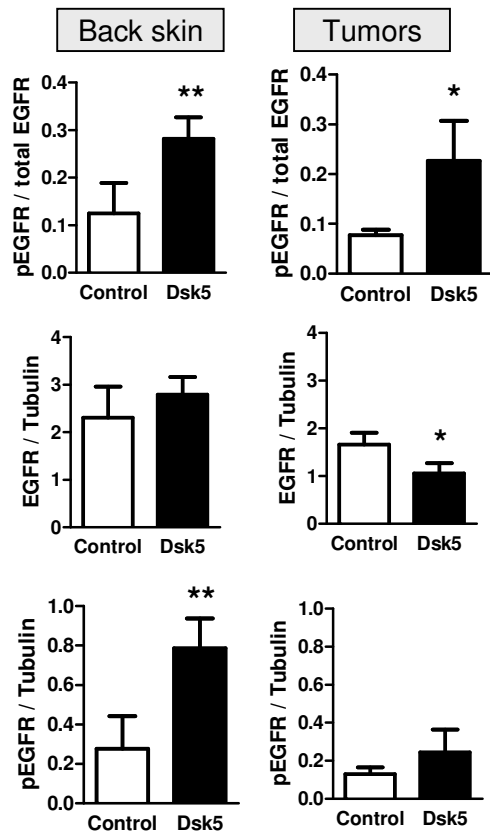 Back skin
Tumors
pEGFR / total EGFR
0.4
0.3
0.2
0.1
0.0
**
Control Dsk5
pEGFR / total EGFR
0.4
0.3
0.2
0.1
0.0
*
Control Dsk5
EGFR / Tubulin
4
3
2
1
0
Control Dsk5
EGFR / Tubulin
4
3
2
1
0
*
Control Dsk5
pEGFR / Tubulin
1.0
0.8
0.6
0.4
0.2
0.0
**
Control Dsk5
pEGFR / Tubulin
1.0
0.8
0.6
0.4
0.2
0.0
Control Dsk5